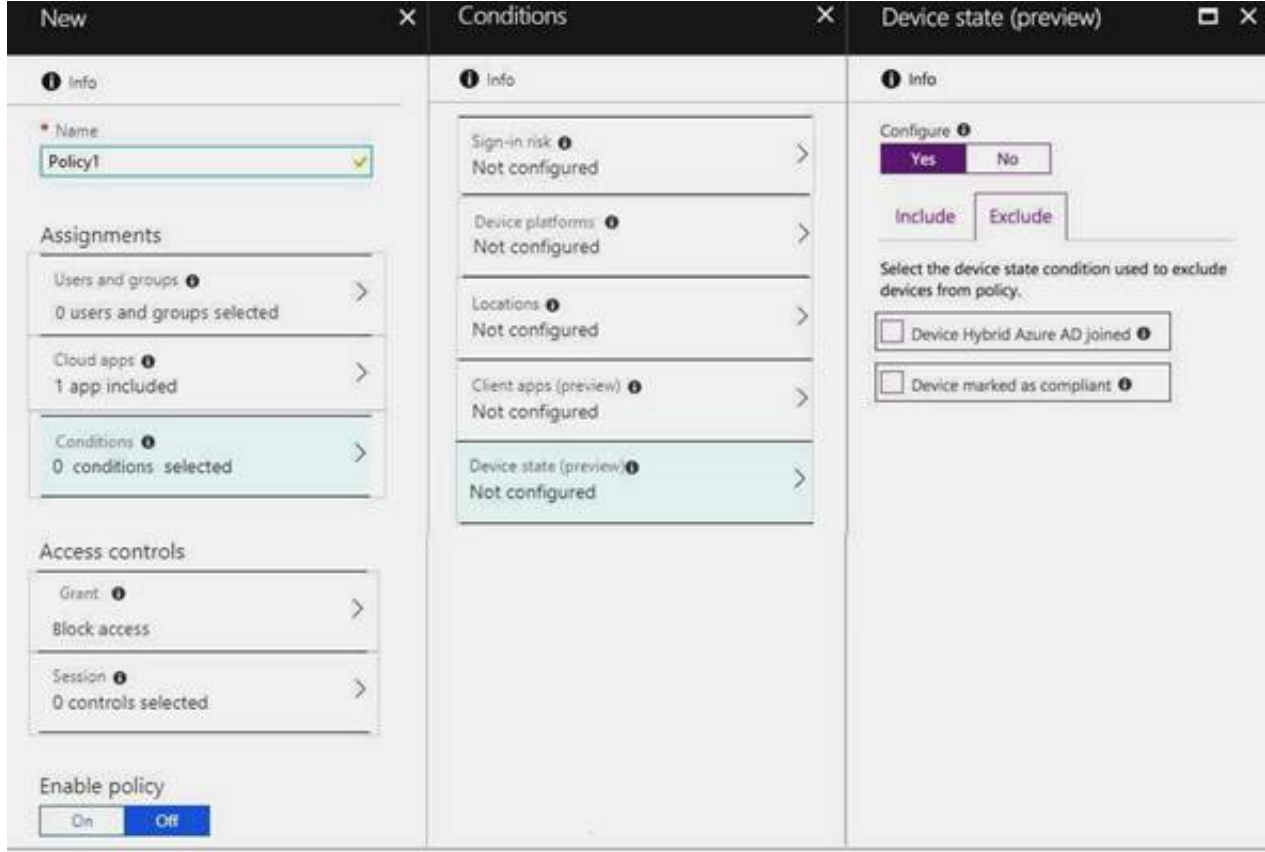 New
Info
* Name
Policy1
Assignments
Users and groups
0 users and groups selected
Cloud apps
1 app included
Conditions
0 conditions selected
Access controls
Grant
Block access
Session
0 controls selected
Enable policy
On Off
Conditions
Info
Sign-in risk
Not configured
Device platforms
Not configured
Locations
Not configured
Client apps (preview)
Not configured
Device state (preview)
Not configured
Device state (preview)
Info
Configure
Yes No
Include Exclude
Select the device state condition used to exclude
devices from policy.
Device Hybrid Azure AD joined
Device marked as compliant